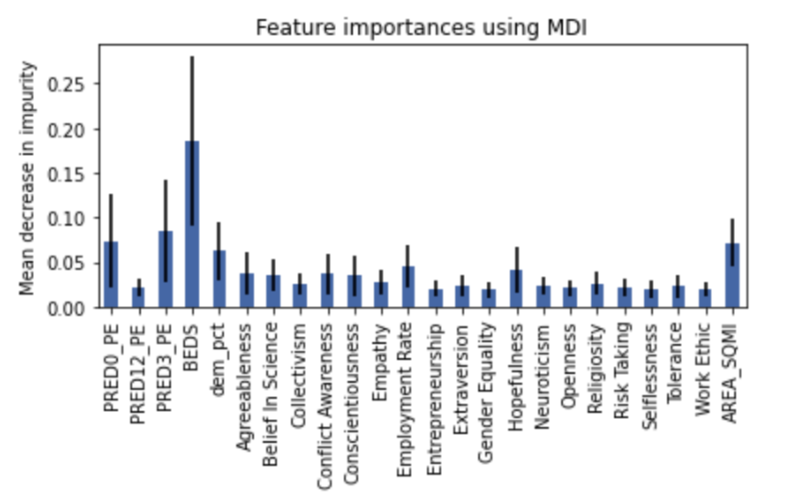 Feature importances using MDI
Mean decrease in impurity
0.25
0.20
0.15
0.10
0.05
0.00
PRED0_PE
PRED12_PE
PRED3_PE
BEDS
dem_pct
Agreeableness
Belief In Science
Collectivism
Conflict Awareness
Conscientiousness
Empathy
Employment Rate
Entrepreneurship
Extraversion
Gender Equality
Hopefulness
Neuroticism
Openness
Religiosity
Risk Taking
Selflessness
Tolerance
Work Ethic
AREA_SQMI